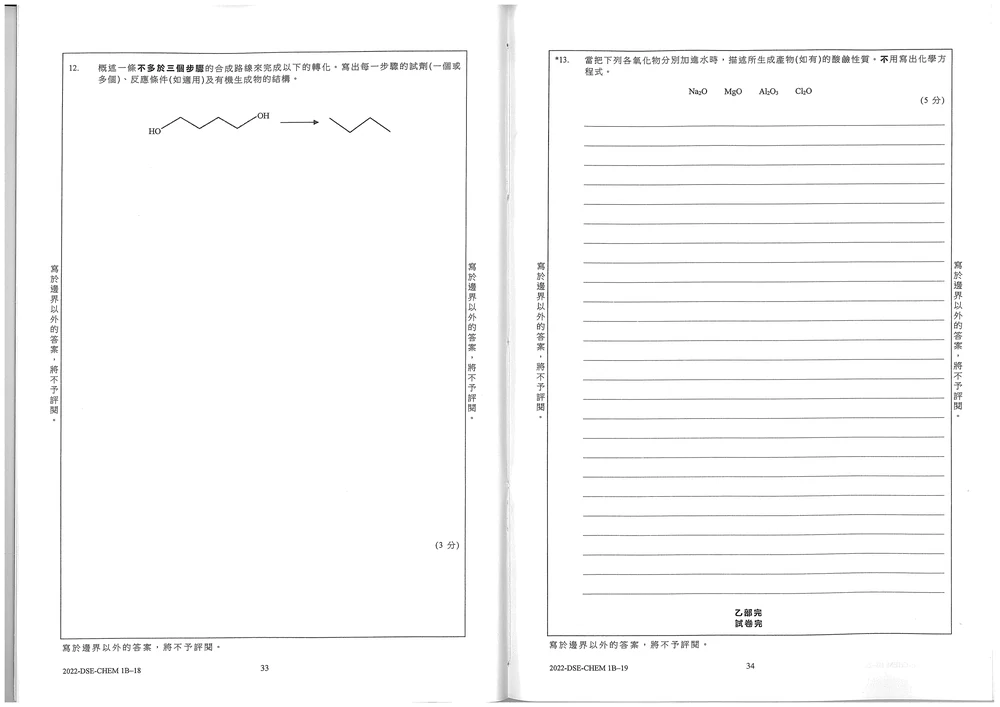 12. 概述一條不多於三個步驟的合成路線來完成以下的轉化。寫出每一步驟的試劑(一個或
多個)、反應條件(如適用)及有機生成物的結構。
HO
OH
(3 分)
寫於邊界以外的答案，將不予評閱。
寫於邊界以外的答案，將不予評閱。
寫於邊界以外的答案，將不予評閱。
2022-DSE-CHEM 1B–18
33
*13. 當把下列各氧化物分別加進水時，描述所生成產物(如有)的酸鹼性質。不用寫出化學方
程式。
Na₂O MgO Al₂O₃ Cl₂O
(5 分)
寫於邊界以外的答案，將不予評閱。
寫於邊界以外的答案，將不予評閱。
乙部完
試卷完
寫於邊界以外的答案，將不予評閱。
2022-DSE-CHEM 1B–19
34